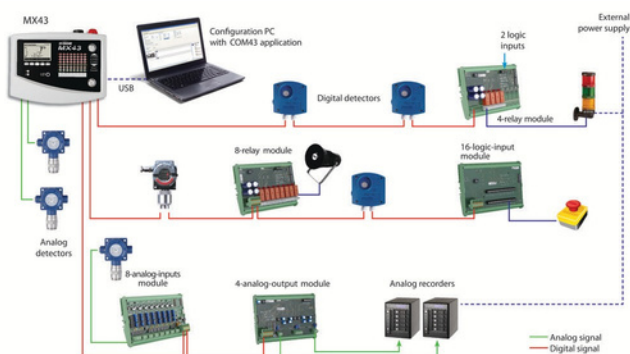 MX43
Configuration PC
with COM43 application
USB
2 logic
inputs
External
power supply
MX43
Digital detectors
4-relay module
8-relay module
16-logic-input
module
Analog
detectors
8-analog-inputs
module
4-analog-output module
Analog recorders
Analog signal
Digital signal